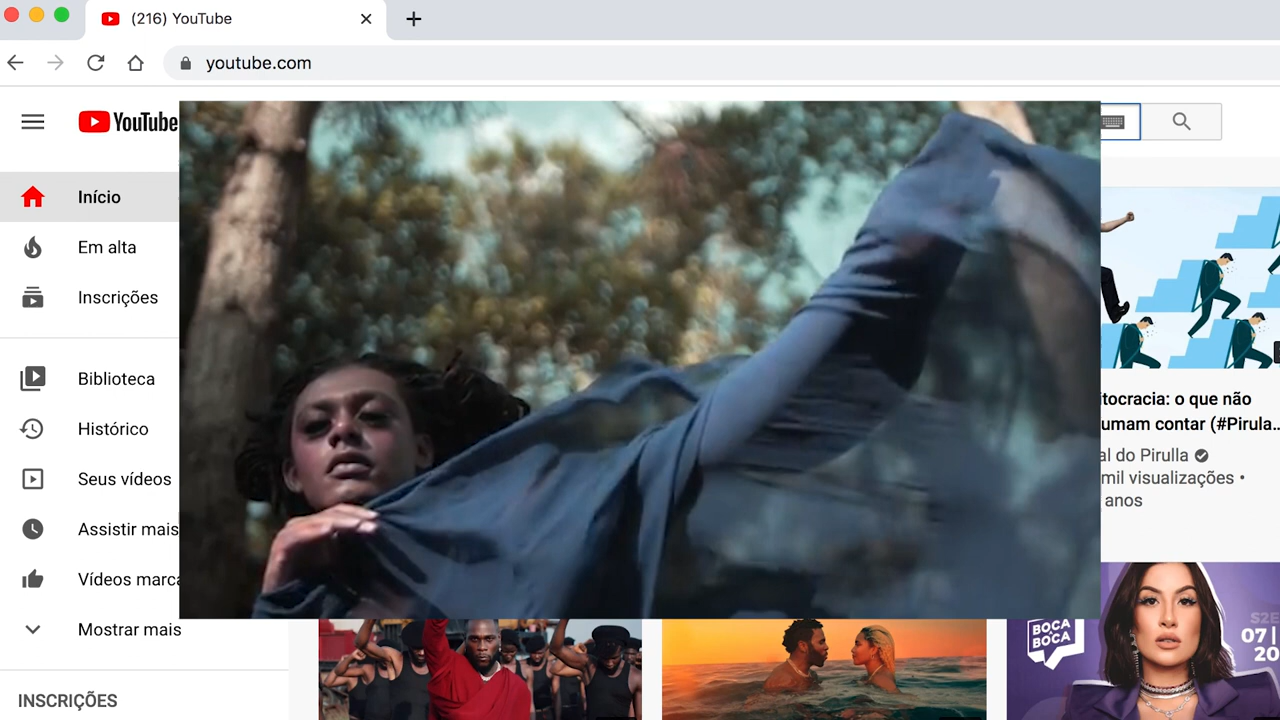 (216) YouTube
youtube.com
YouTube
Início
Em alta
Inscrições
Biblioteca
Histórico
Seus vídeos
Assistir mais
Vídeos marca
Mostrar mais
INSCRIÇÕES
tocracia: o que não
umam contar (#Pirula...
al do Pirulla
mil visualizações •
anos
BOCA
A
BOCA
S2E
07 |
20